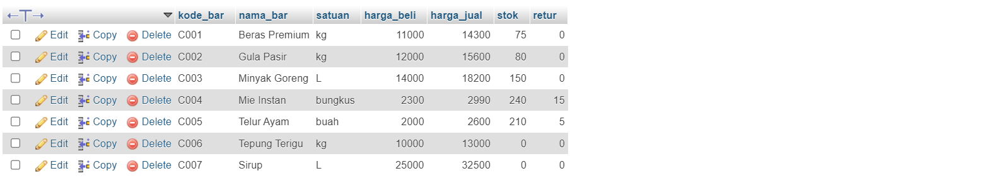 kode_bar nama_bar satuan harga_beli harga_jual stok retur
Edit Copy Delete C001 Beras Premium kg 11000 14300 75 0
Edit Copy Delete C002 Gula Pasir kg 12000 15600 80 0
Edit Copy Delete C003 Minyak Goreng L 14000 18200 150 0
Edit Copy Delete C004 Mie Instan bungkus 2300 2990 240 15
Edit Copy Delete C005 Telur Ayam buah 2000 2600 210 5
Edit Copy Delete C006 Tepung Terigu kg 10000 13000 0 0
Edit Copy Delete C007 Sirup L 25000 32500 0 0